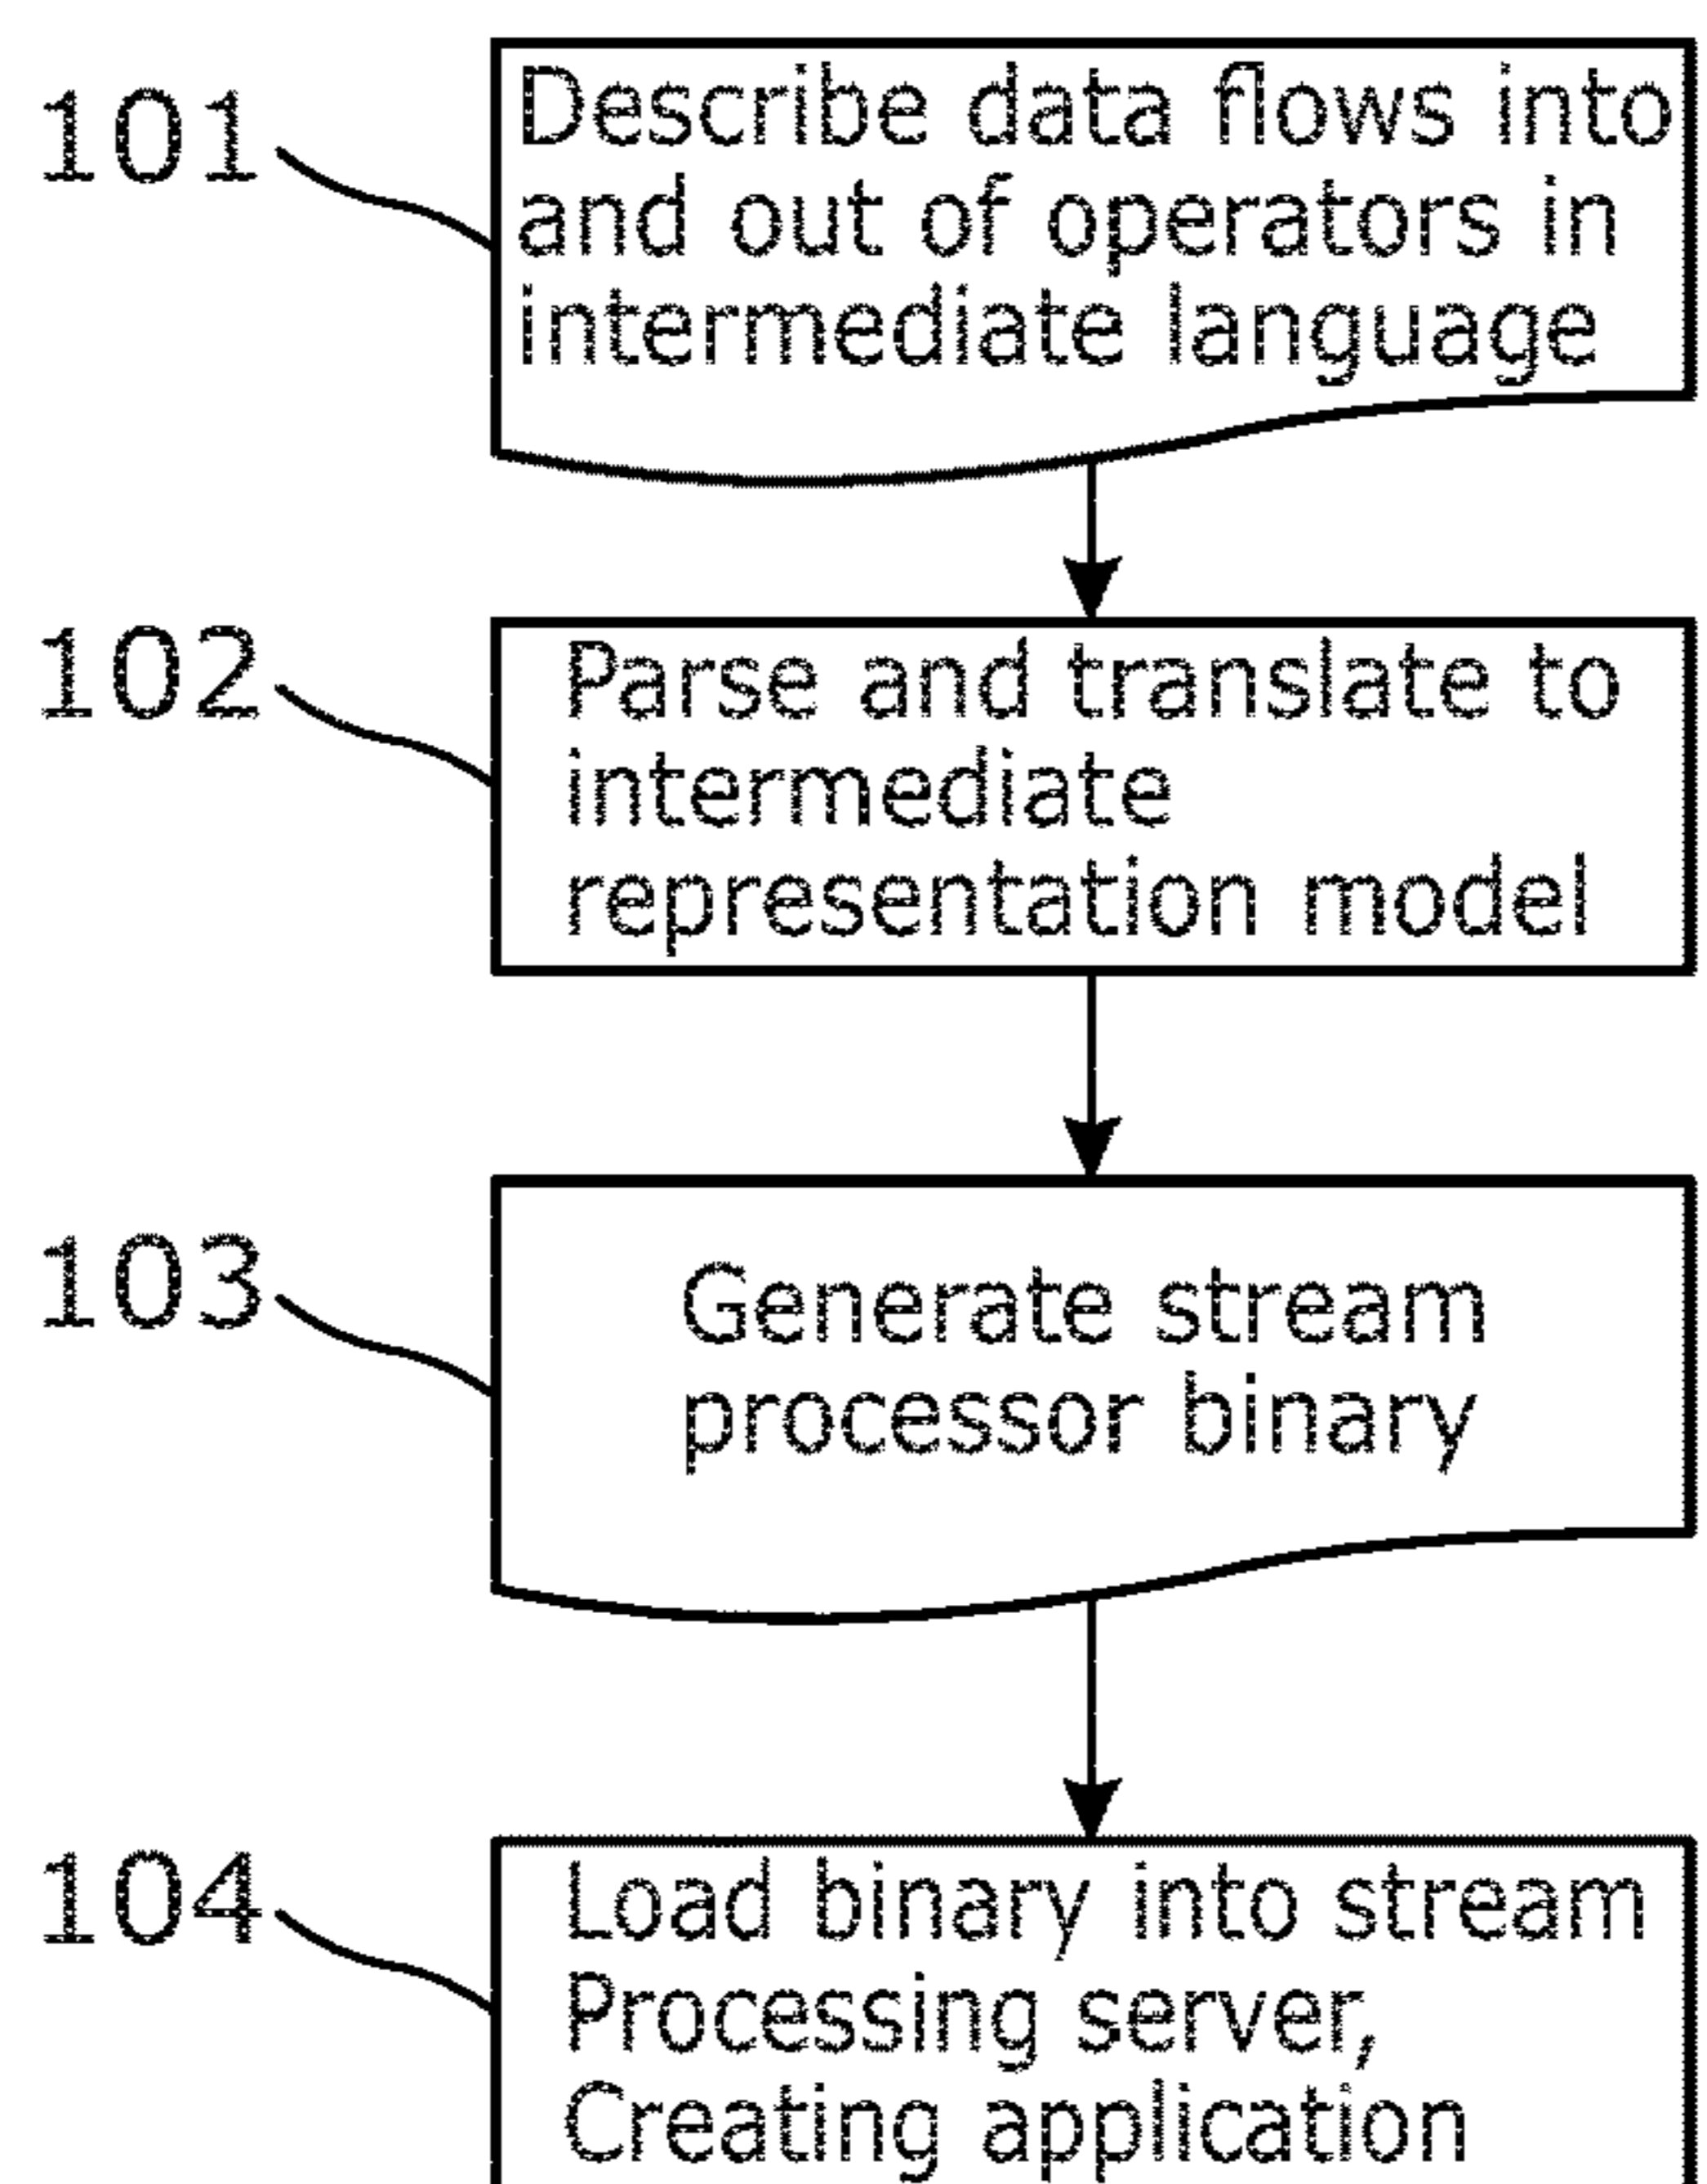 101
Describe data flows into
and out of operators in
intermediate language
102
Parse and translate to
intermediate
representation model
103
Generate stream
processor binary
104
Load binary into stream
Processing server,
Creating application